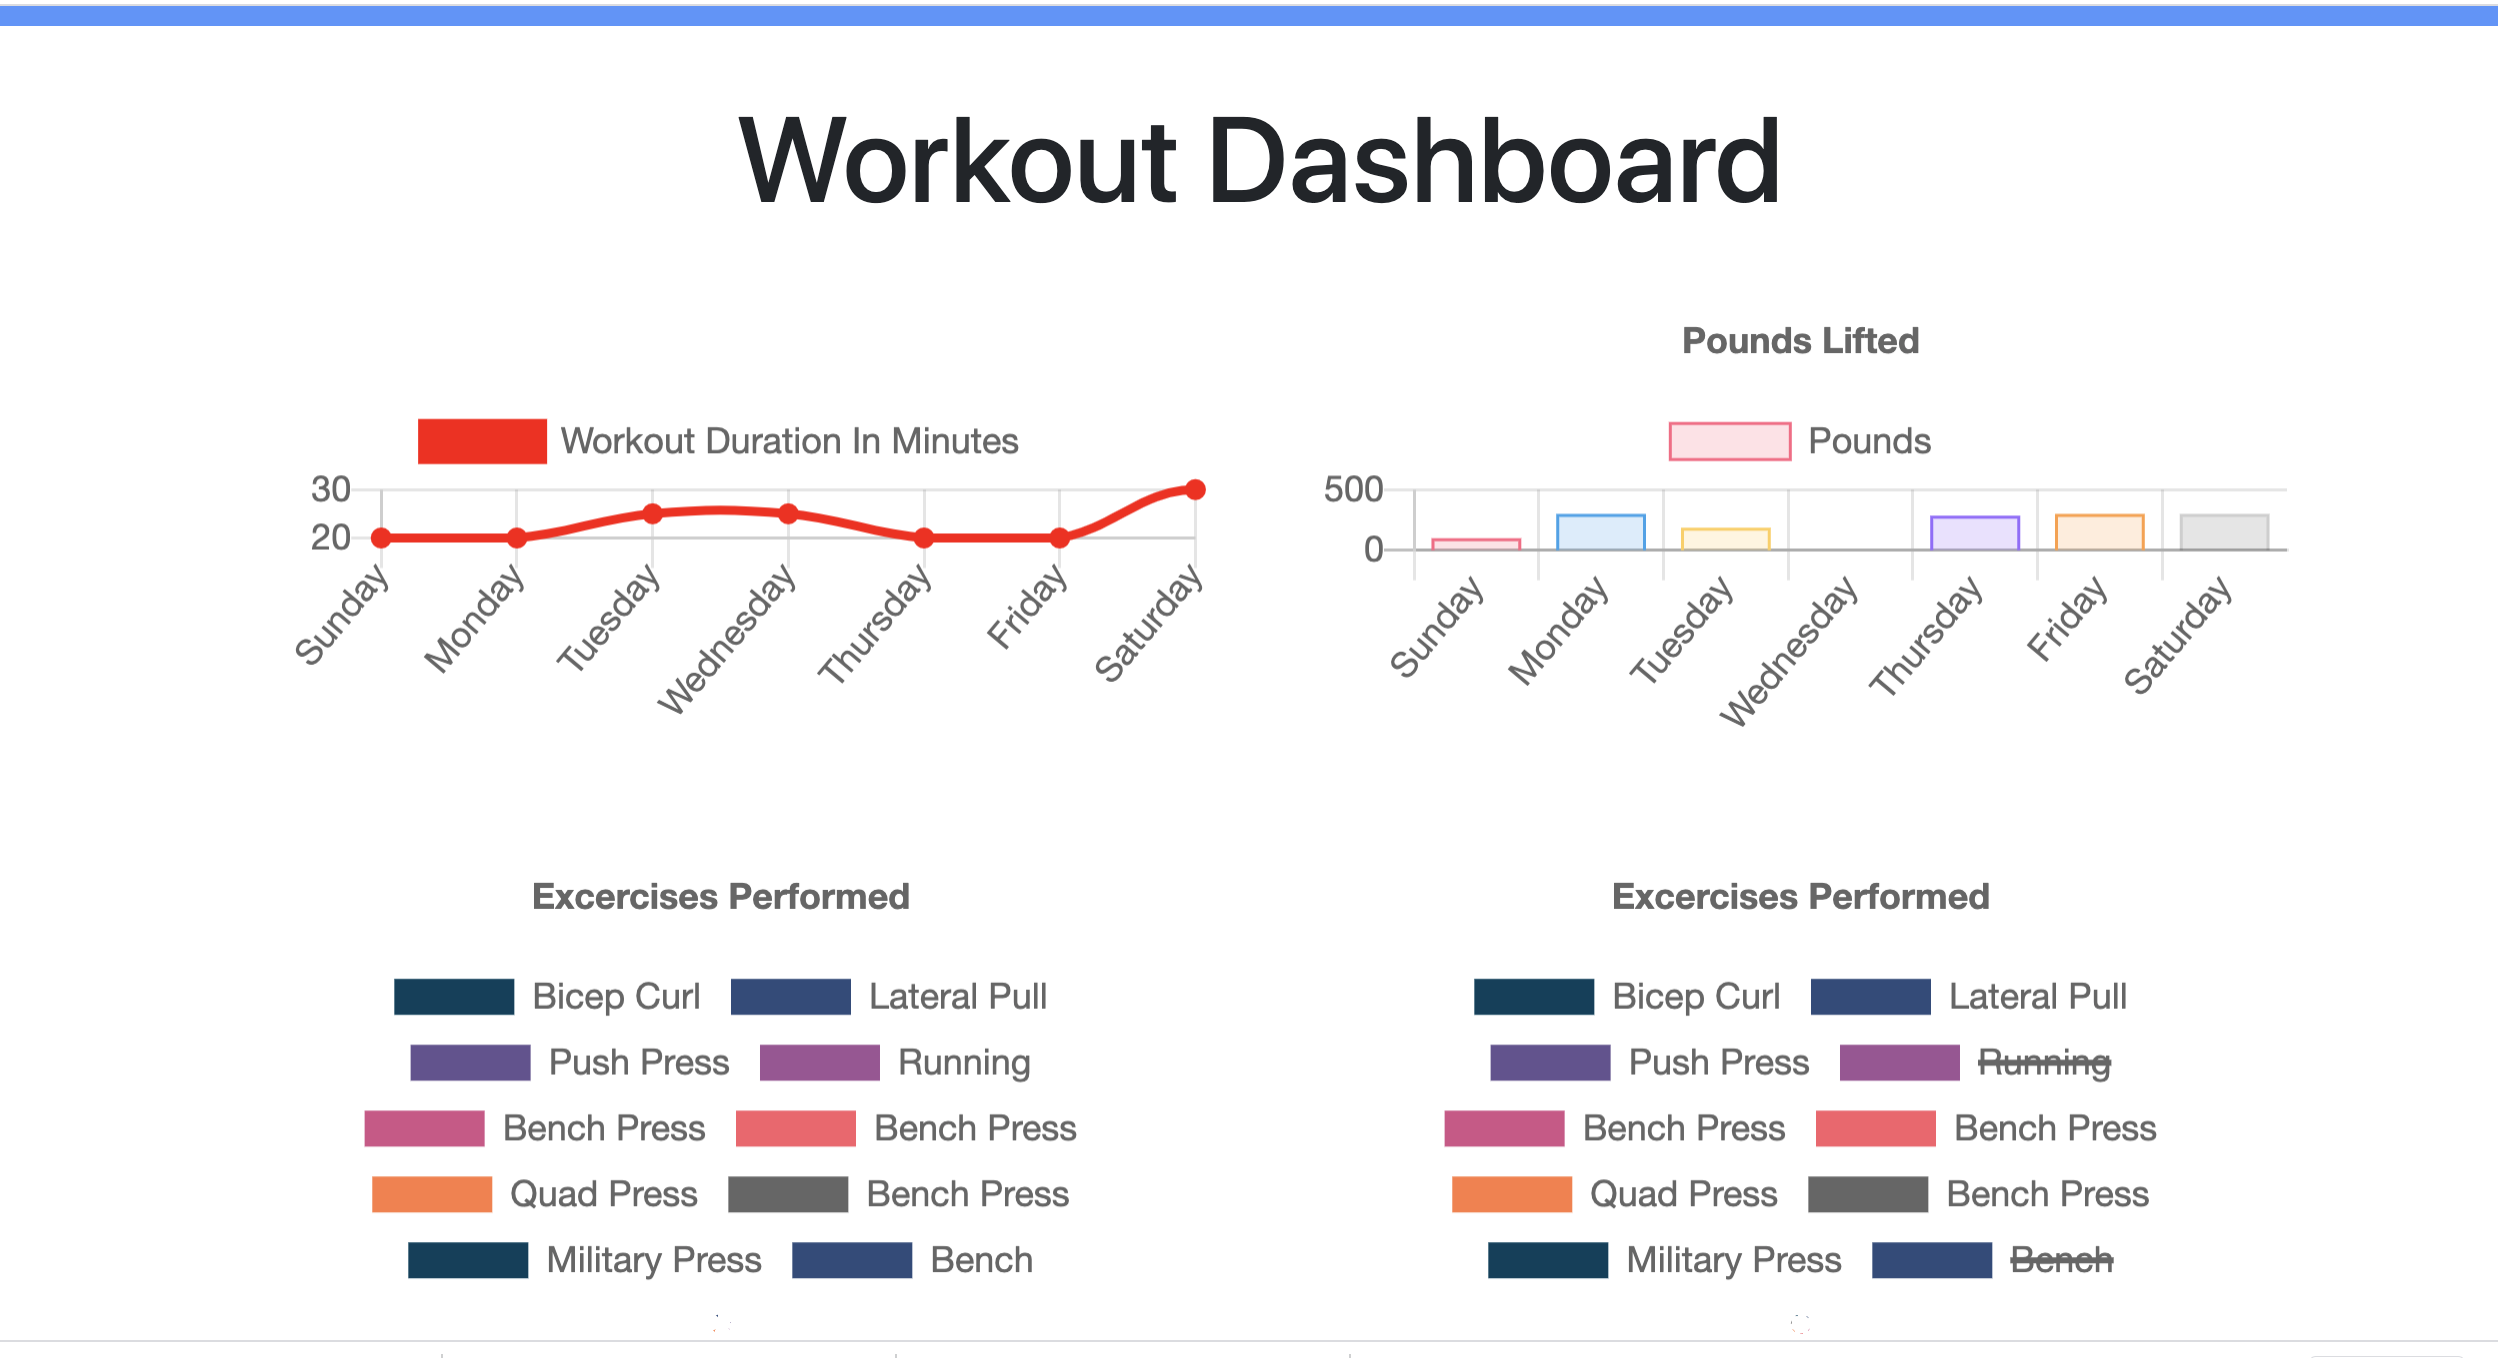 Workout Dashboard
Workout Duration In Minutes
30
20
Sunday
Monday
Tuesday
Wednesday
Thursday
Friday
Saturday
Pounds Lifted
Pounds
500
0
Sunday
Monday
Tuesday
Wednesday
Thursday
Friday
Saturday
Excercises Performed
Bicep Curl Lateral Pull
Push Press Running
Bench Press Bench Press
Quad Press Bench Press
Military Press Bench
Excercises Performed
Bicep Curl Lateral Pull
Push Press Running
Bench Press Bench Press
Quad Press Bench Press
Military Press Bench